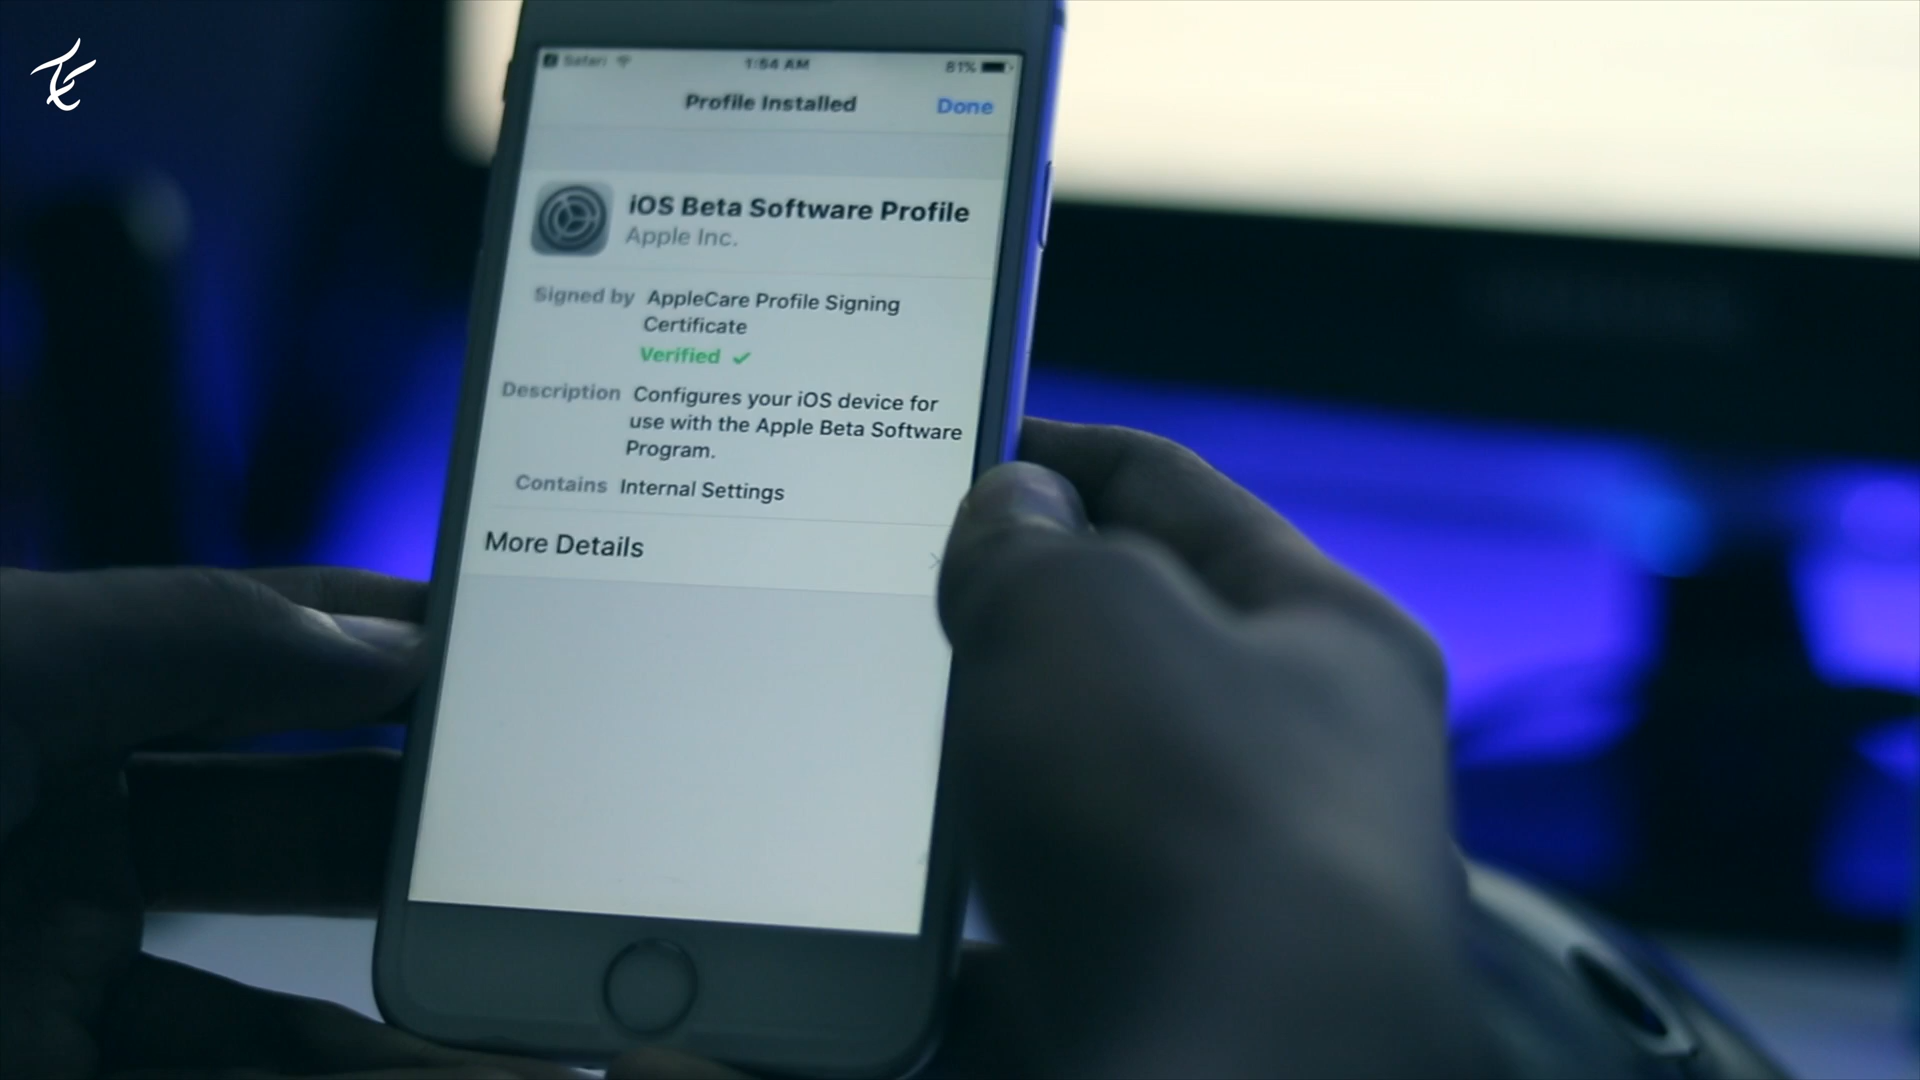 Safari 1:54 AM 81%
Profile Installed Done
iOS Beta Software Profile
Apple Inc.
Signed by AppleCare Profile Signing
Certificate
Verified ✓
Description Configures your iOS device for
use with the Apple Beta Software
Program.
Contains Internal Settings
More Details